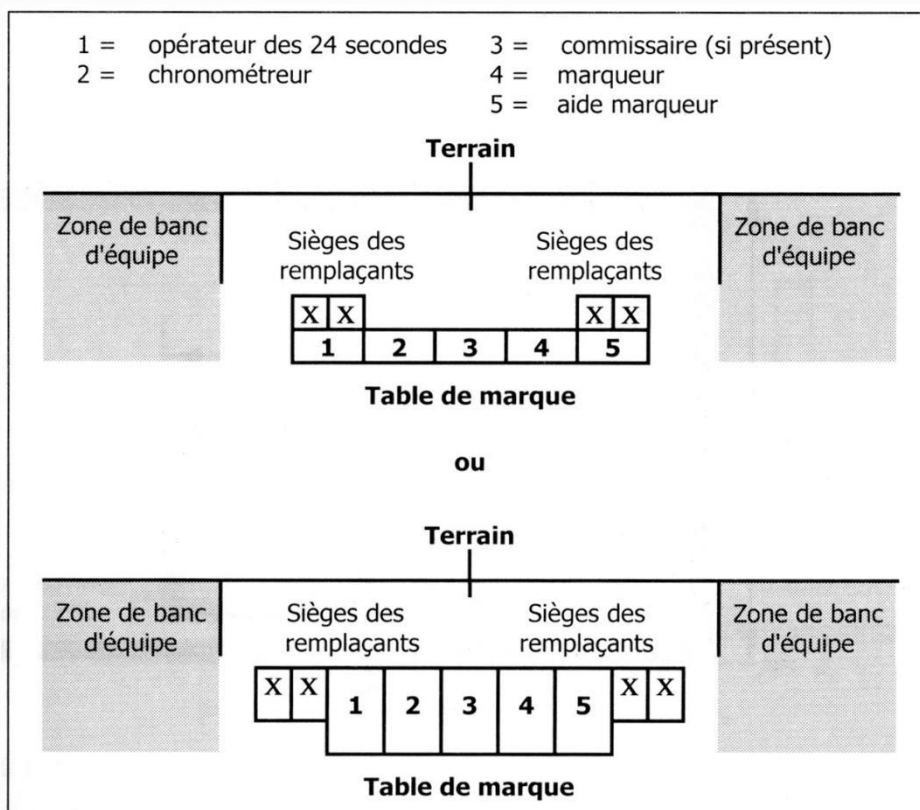 1 = opérateur des 24 secondes 3 = commissaire (si présent)
2 = chronométreur 4 = marqueur
5 = aide marqueur
Terrain
Zone de banc
d'équipe
Sièges des
remplaçants
Sièges des
remplaçants
Zone de banc
d'équipe
X X X X
1 2 3 4 5
Table de marque
ou
Terrain
Zone de banc
d'équipe
Sièges des
remplaçants
Sièges des
remplaçants
Zone de banc
d'équipe
X X 1 2 3 4 5 X X
Table de marque